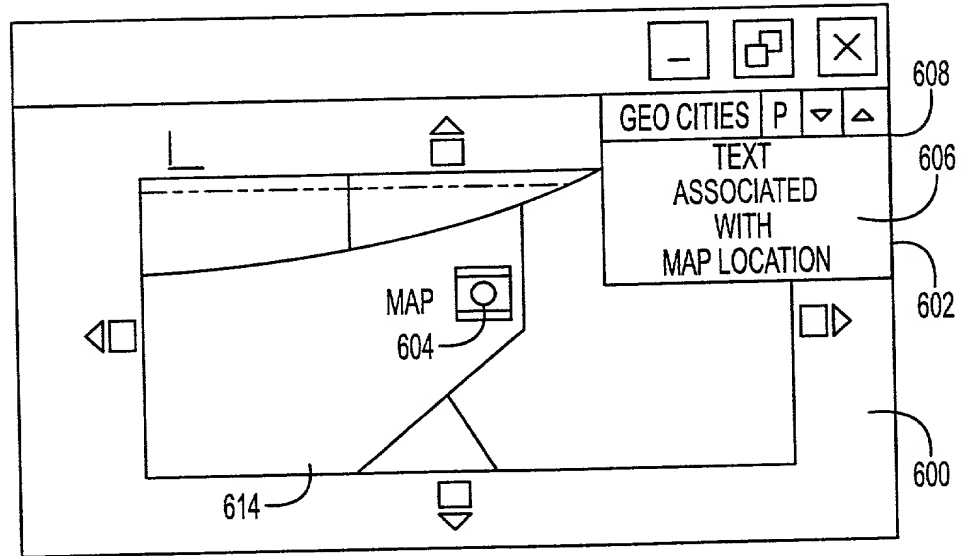 608
GEO CITIES P
TEXT
ASSOCIATED
WITH
MAP LOCATION
606
602
MAP
604
600
614